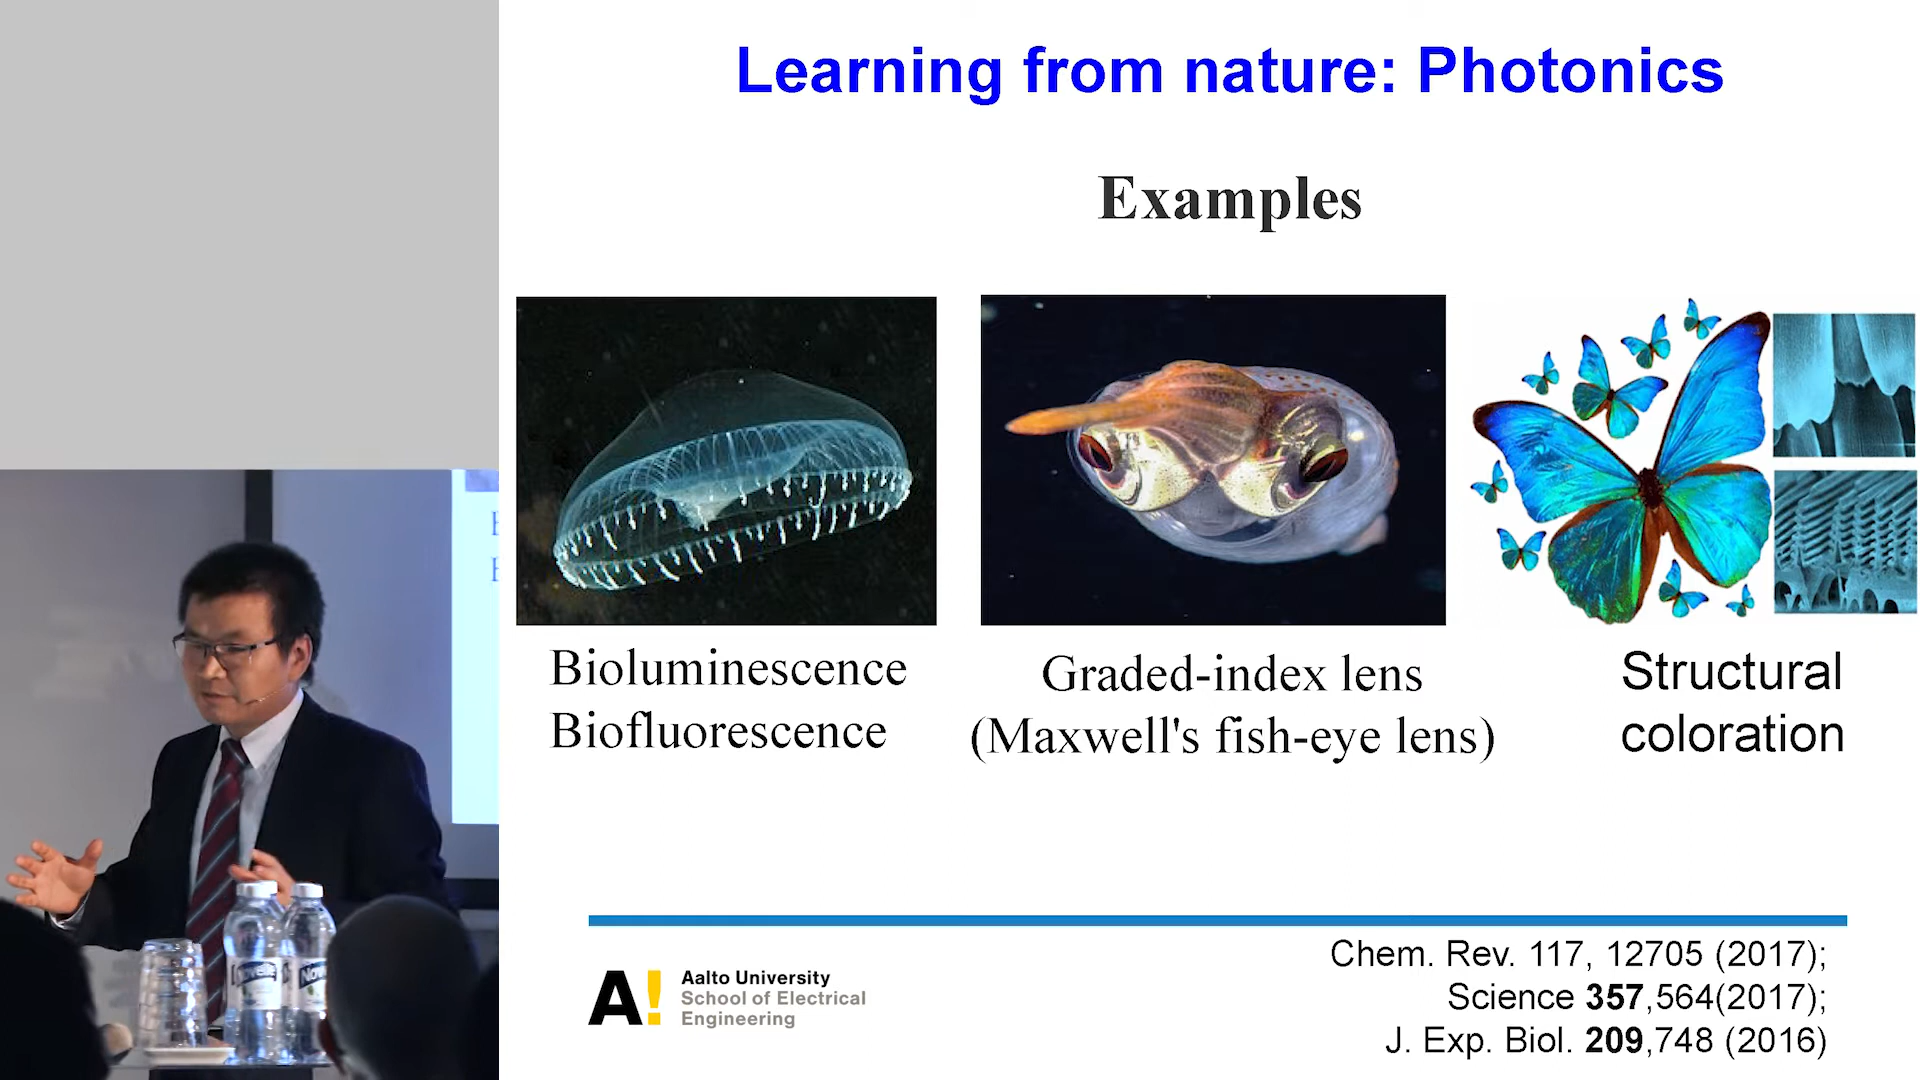 Learning from nature: Photonics
Examples
Bioluminescence
Biofluorescence
Graded-index lens
(Maxwell's fish-eye lens)
Structural
coloration
A!
Aalto University
School of Electrical
Engineering
Chem. Rev. 117, 12705 (2017);
Science 357,564(2017);
J. Exp. Biol. 209,748 (2016)
Novelle